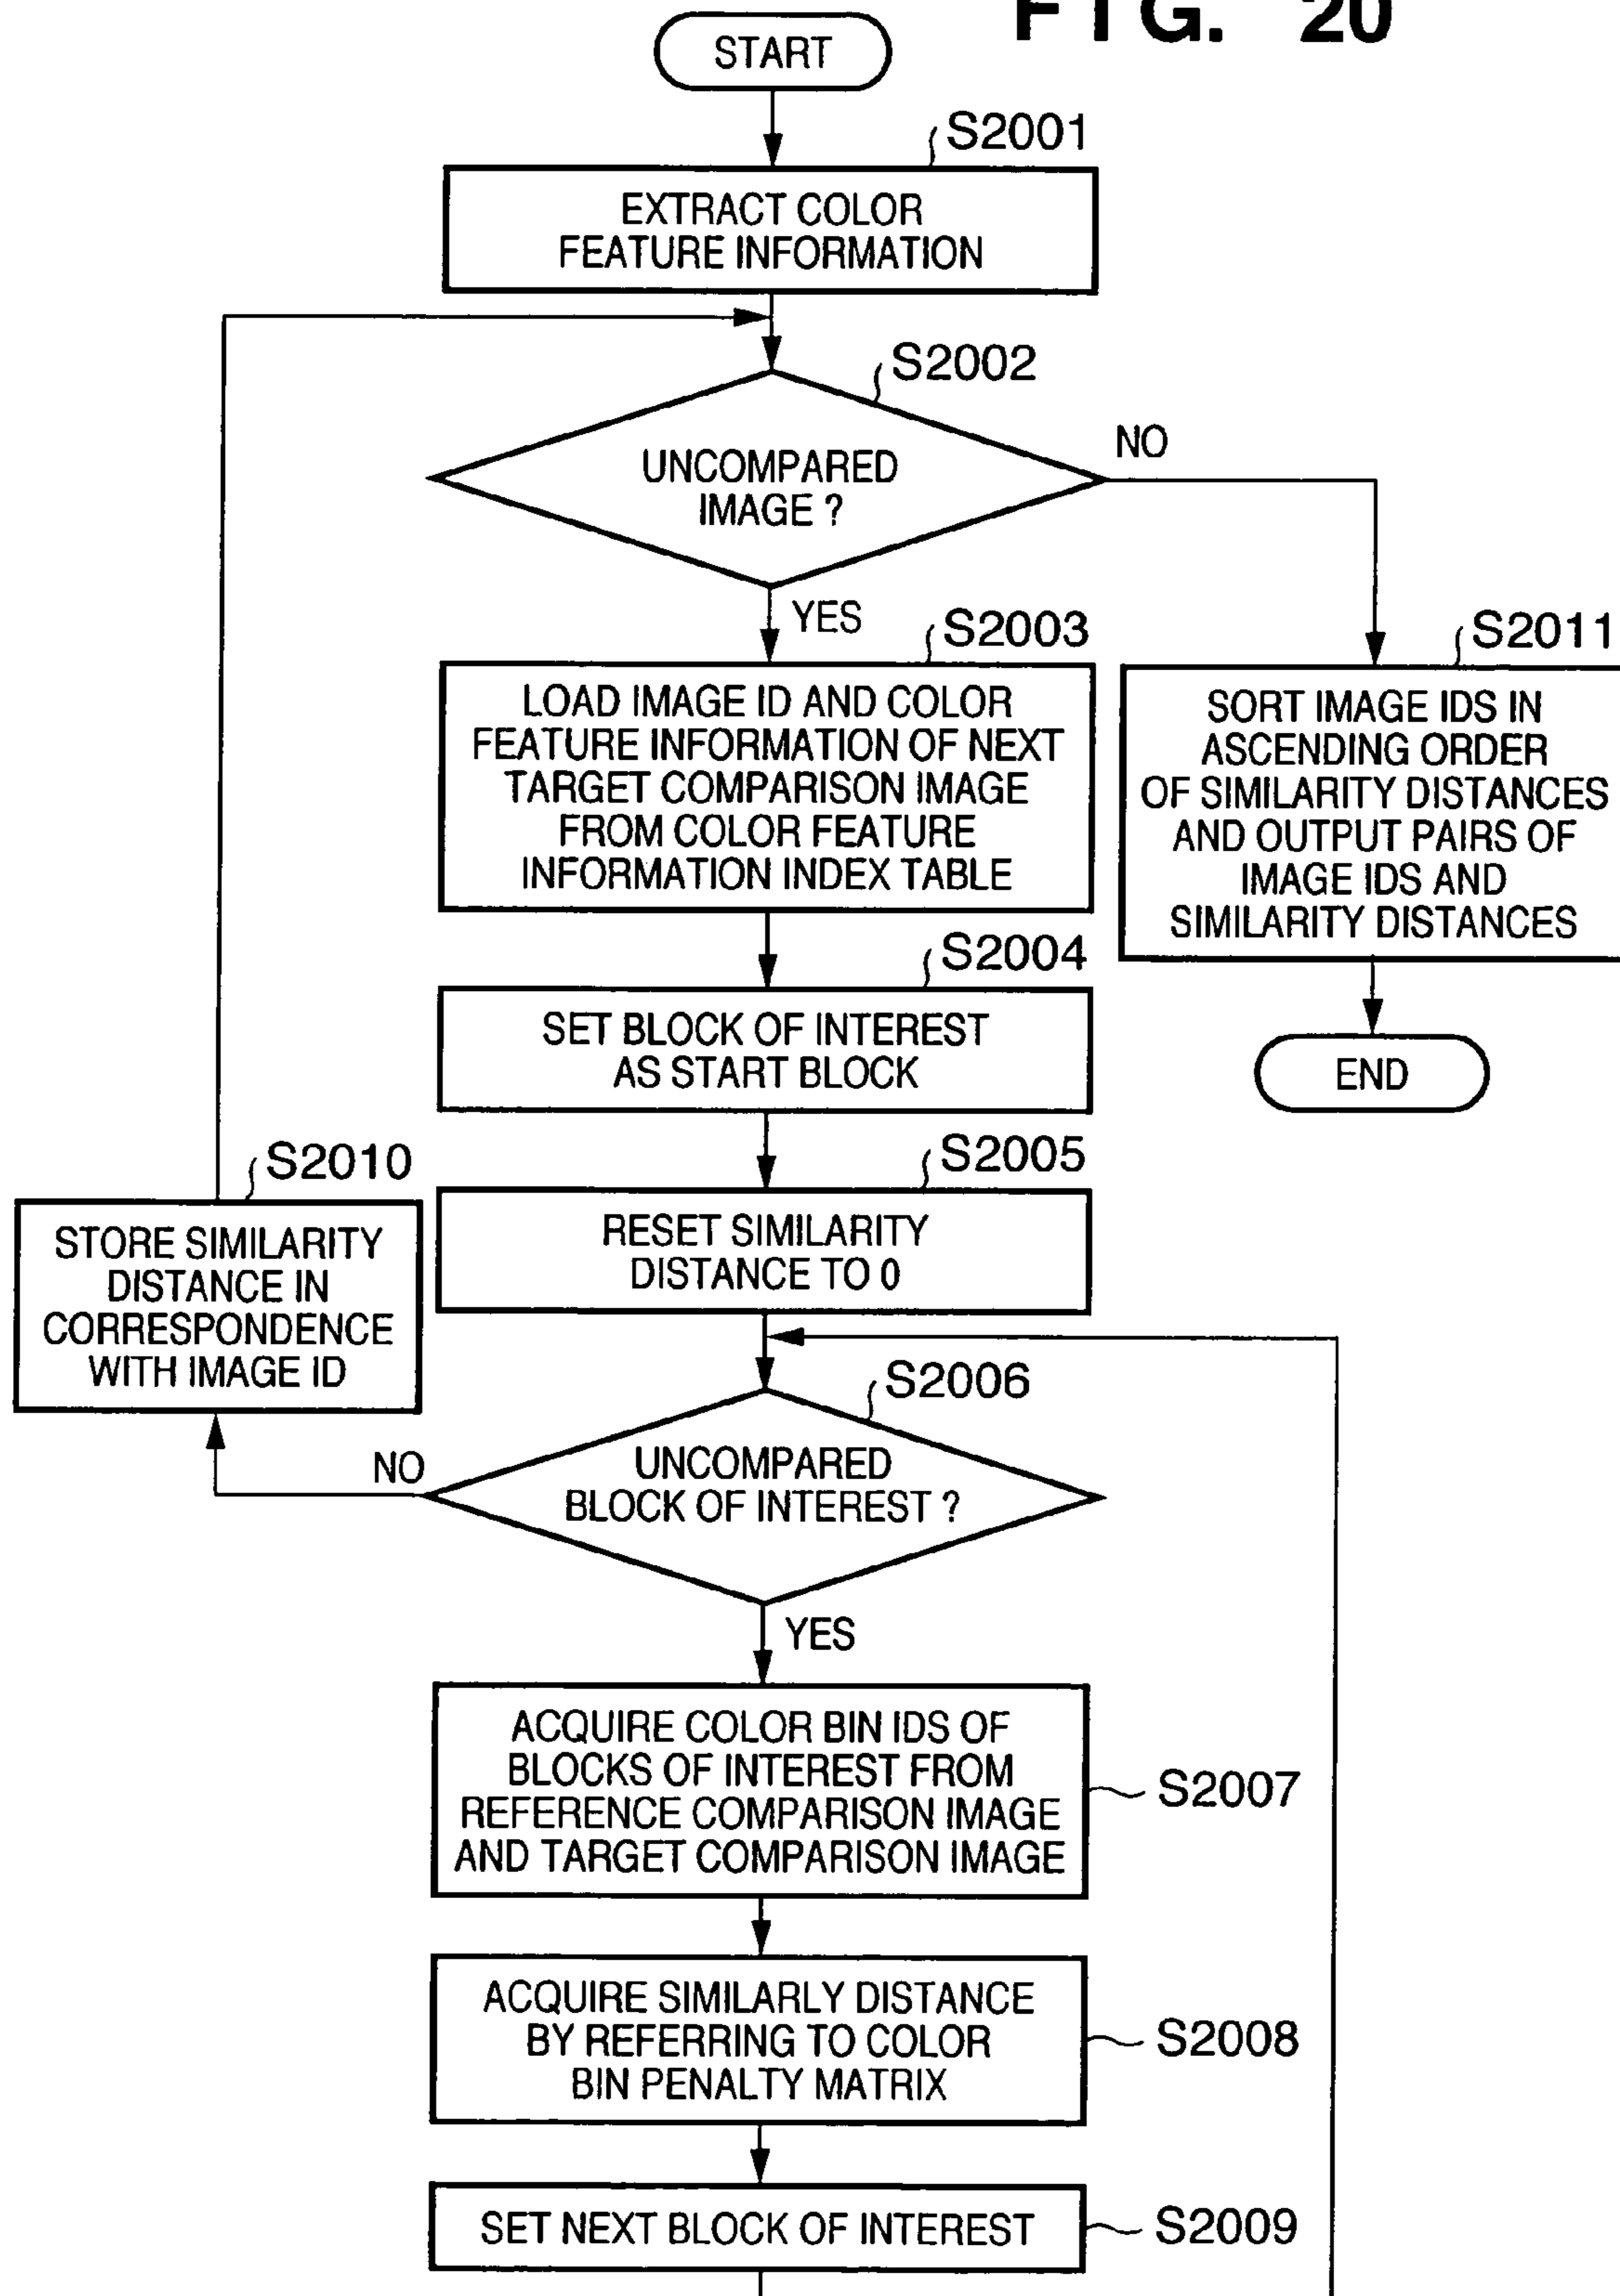 FIG. 20
START
S2001
EXTRACT COLOR
FEATURE INFORMATION
S2002
UNCOMPARED
IMAGE ?
NO
YES
S2003
LOAD IMAGE ID AND COLOR
FEATURE INFORMATION OF NEXT
TARGET COMPARISON IMAGE
FROM COLOR FEATURE
INFORMATION INDEX TABLE
S2011
SORT IMAGE IDS IN
ASCENDING ORDER
OF SIMILARITY DISTANCES
AND OUTPUT PAIRS OF
IMAGE IDS AND
SIMILARITY DISTANCES
END
S2004
SET BLOCK OF INTEREST
AS START BLOCK
S2005
RESET SIMILARITY
DISTANCE TO 0
S2010
STORE SIMILARITY
DISTANCE IN
CORRESPONDENCE
WITH IMAGE ID
S2006
UNCOMPARED
BLOCK OF INTEREST ?
NO
YES
S2007
ACQUIRE COLOR BIN IDS OF
BLOCKS OF INTEREST FROM
REFERENCE COMPARISON IMAGE
AND TARGET COMPARISON IMAGE
S2008
ACQUIRE SIMILARLY DISTANCE
BY REFERRING TO COLOR
BIN PENALTY MATRIX
S2009
SET NEXT BLOCK OF INTEREST